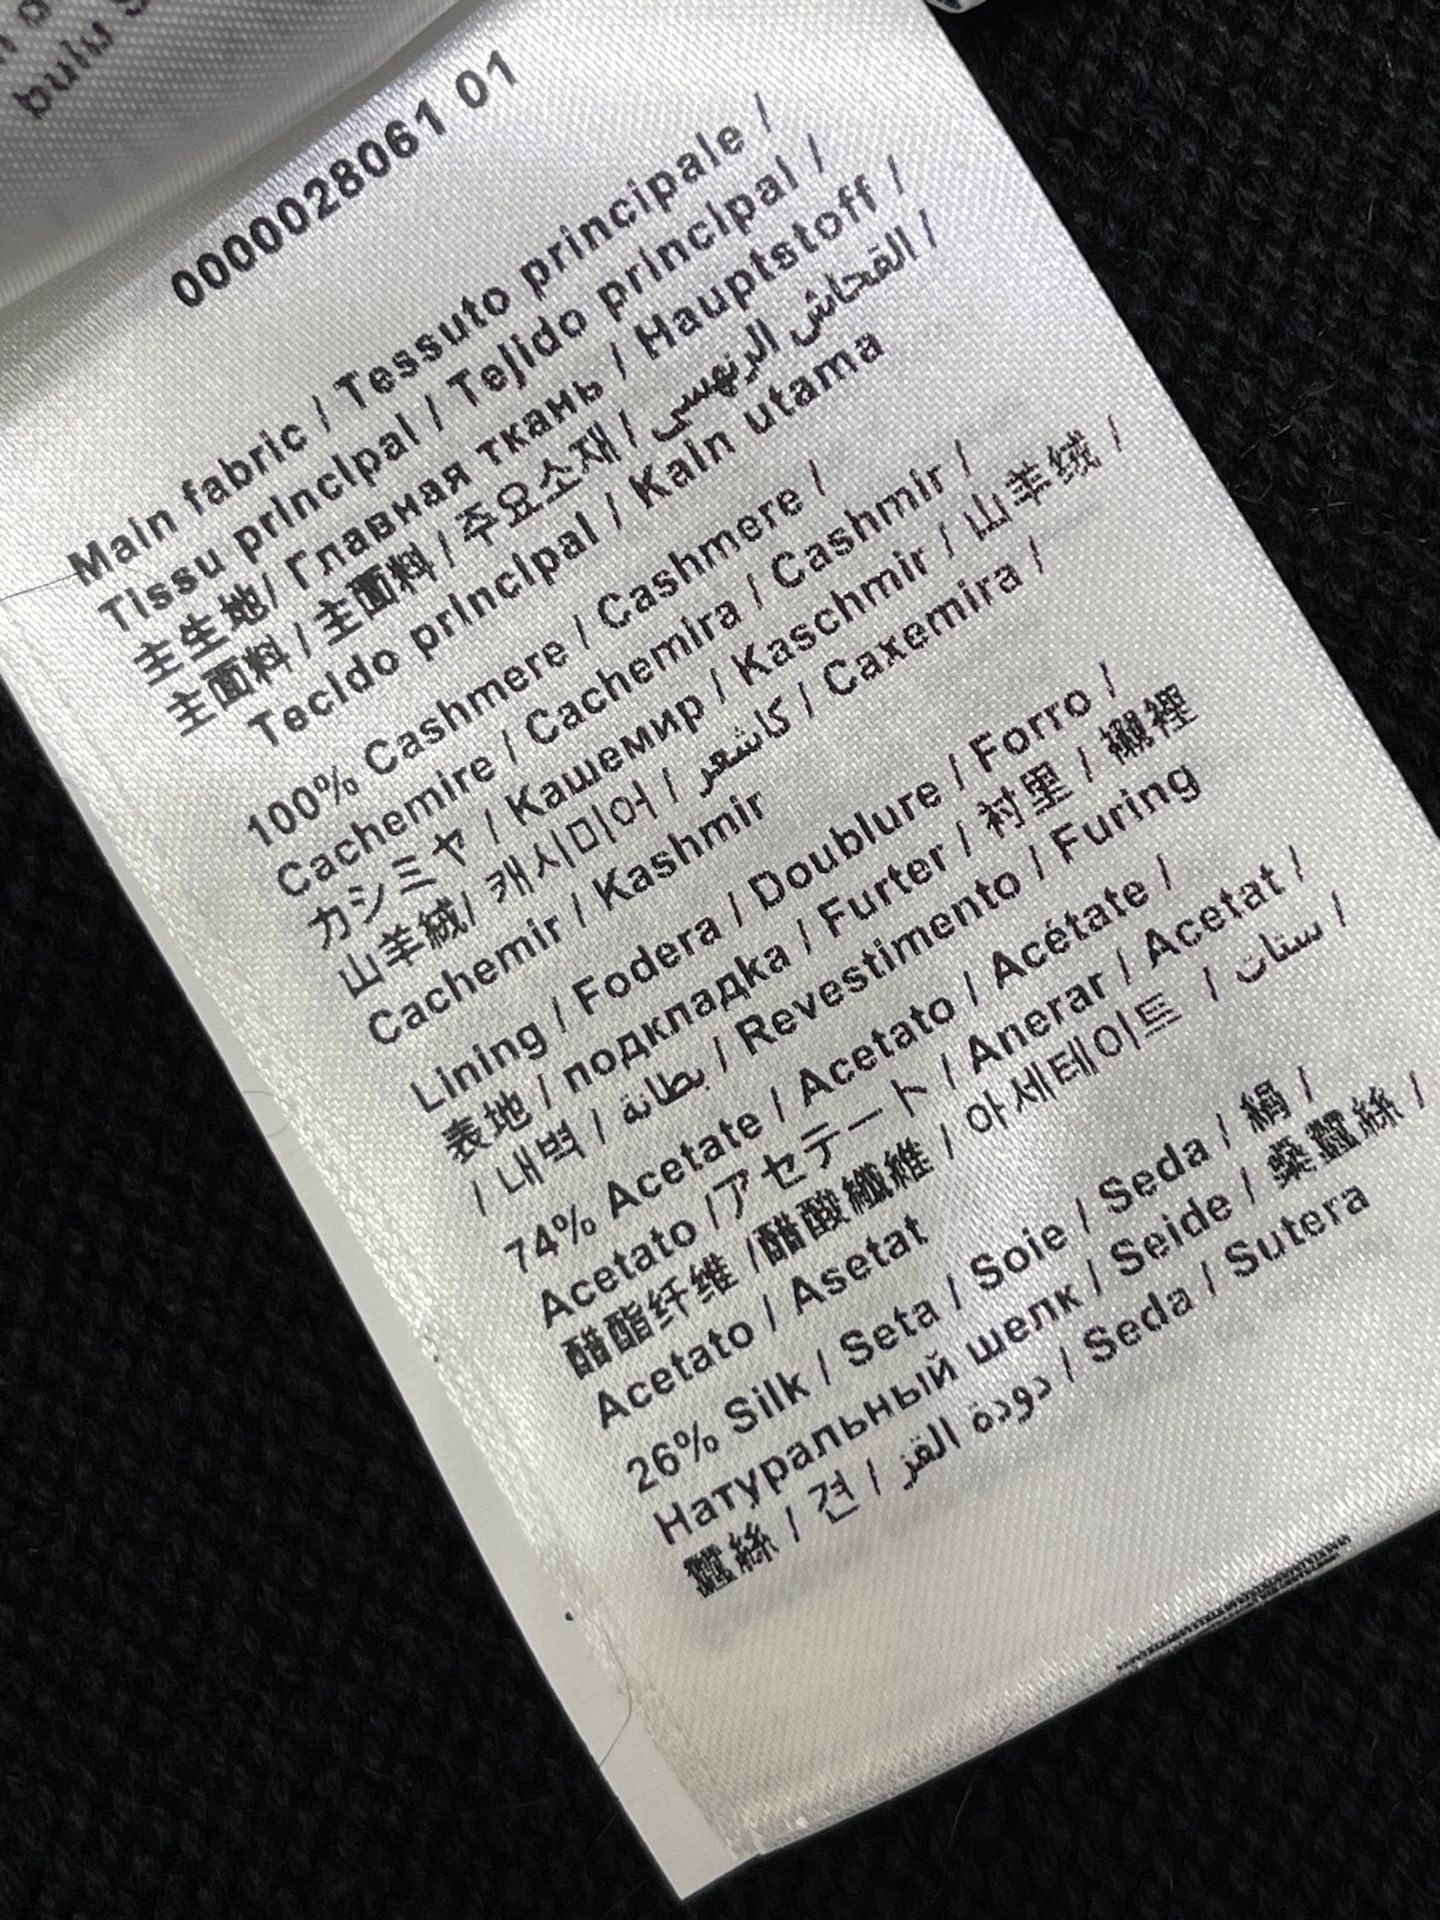 bulu s
000028061 01
Main fabric / Tessuto principale /
Tissu principal / Tejido principal /
主生地/ Главная ткань / Hauptstoff /
主面料 / 主面料 / 주요소재 / القحاش الرئهسى /
Tecido principal / Kain utama
100% Cashmere / Cashmere /
Cachemire / Cachemira / Cashmir /
カシミヤ / Кашемир / Kaschmir / 山羊绒 /
山羊絨/ 캐시미어 / كاشعر / Caxemira /
Cachemir / Kashmir
Lining / Fodera / Doublure / Forro /
表地 / подкладка / Furter / 衬里 / 襯裡
/ 내벽 / بطانة / Revestimento / Furing
74% Acetate / Acetato / Acétate /
Acetato /アセテート / Anerar / Acetat /
醋酯纤维 /醋酸纖維 / 아세테이트 / ستات /
Acetato / Asetat
26% Silk / Seta / Soie / Seda / 絹 /
Натуральный шелк / Seide / 桑蠶絲 /
蠶絲 / 견 / دودة القز / Seda / Sutera